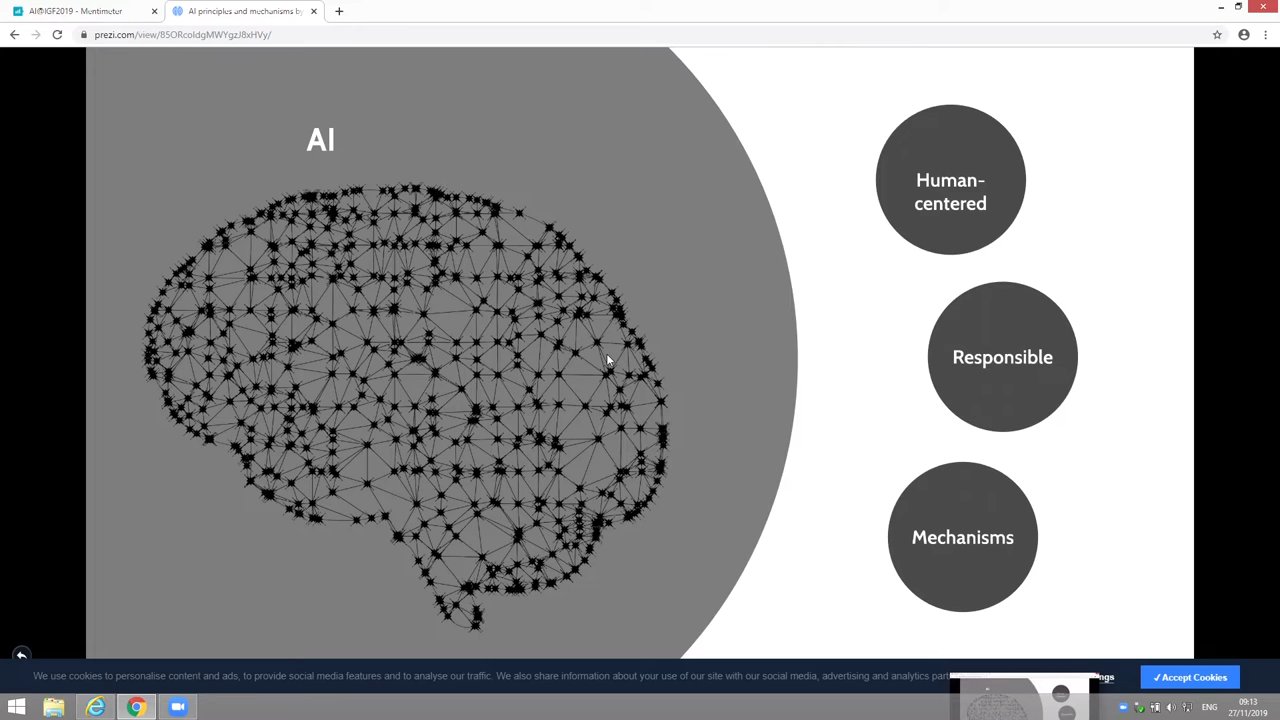 AI@IGF2019 - Mentimeter
AI principles and mechanisms by
prezi.com/view/85ORcoIdgMWYgzJ8xHVy/
AI
Human-
centered
Responsible
Mechanisms
We use cookies to personalise content and ads, to provide social media features and to analyse our traffic. We also share information about your use of our site with our social media, advertising and analytics
✓ Accept Cookies
ENG
09:13
27/11/2019